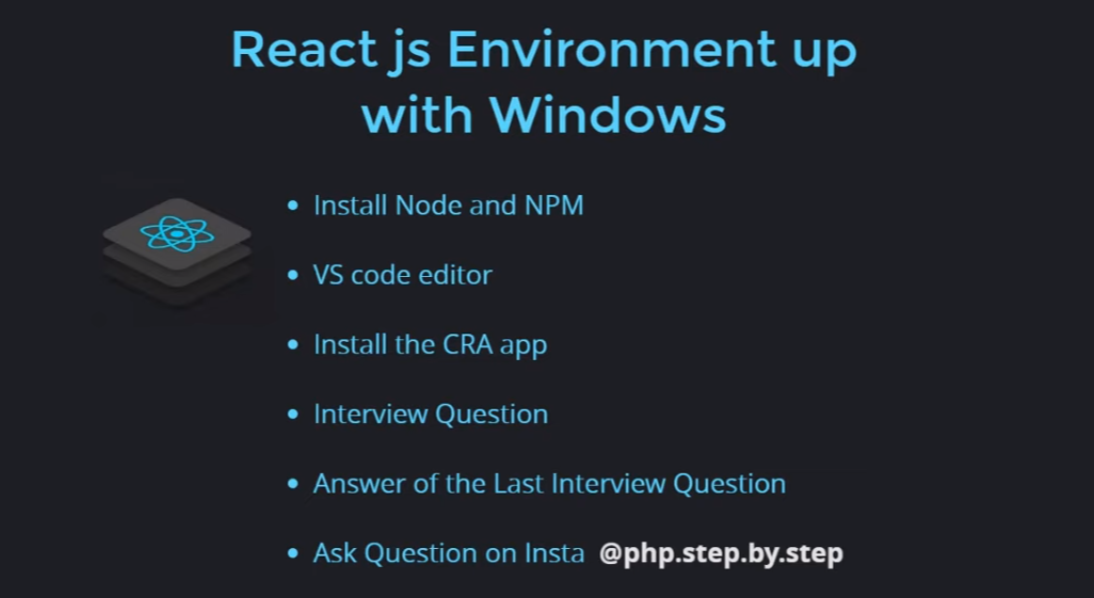 React js Environment up
with Windows
Install Node and NPM
VS code editor
Install the CRA app
Interview Question
Answer of the Last Interview Question
Ask Question on Insta @php.step.by.step